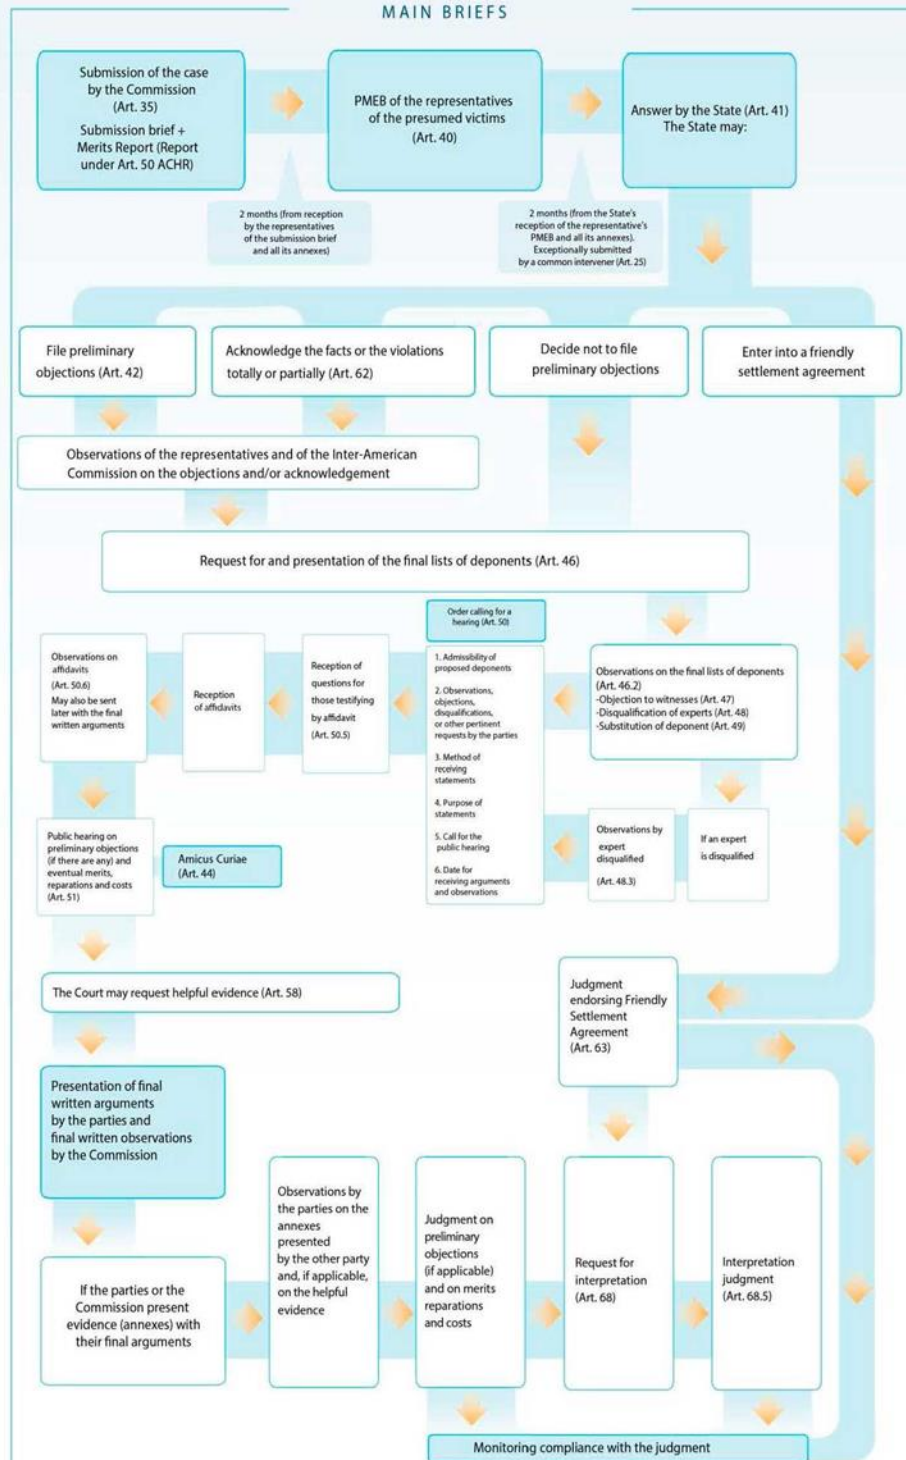 MAIN BRIEFS
Submission of the case
by the Commission
(Art. 35)
Submission brief +
Merits Report (Report
under Art. 50 ACHR)
PMEB of the representatives
of the presumed victims
(Art. 40)
Answer by the State (Art. 41)
The State may:
2 months (from reception
by the representatives
of the submission brief
and all its annexes)
2 months (from the State's
reception of the representative's
PMEB and all its annexes).
Exceptionally submitted
by a common intervener (Art. 25)
File preliminary
objections (Art. 42)
Acknowledge the facts or the violations
totally or partially (Art. 62)
Decide not to file
preliminary objections
Enter into a friendly
settlement agreement
Observations of the representatives and of the Inter-American
Commission on the objections and/or acknowledgement
Request for and presentation of the final lists of deponents (Art. 46)
Observations on
affidavits
(Art. 50.6)
May also be sent
later with the final
written arguments
Reception
of affidavits
Reception of
questions for
those testifying
by affidavit
(Art. 50.5)
Order calling for a
hearing (Art. 50)
1. Admissibility of
proposed deponents
2. Observations,
objections,
disqualifications,
or other pertinent
requests by the parties
3. Method of
receiving
statements
4. Purpose of
statements
5. Call for the
public hearing
6. Date for
receiving arguments
and observations
Observations on the final lists of deponents
(Art. 46.2)
-Objection to witnesses (Art. 47)
-Disqualification of experts (Art. 48)
-Substitution of deponent (Art. 49)
Public hearing on
preliminary objections
(if there are any) and
eventual merits,
reparations and costs
(Art. 51)
Amicus Curiae
(Art. 44)
Observations by
expert
disqualified
(Art. 48.3)
If an expert
is disqualified
The Court may request helpful evidence (Art. 58)
Judgment
endorsing Friendly
Settlement
Agreement
(Art. 63)
Presentation of final
written arguments
by the parties and
final written observations
by the Commission
If the parties or the
Commission present
evidence (annexes) with
their final arguments
Observations by
the parties on the
annexes
presented
by the other party
and, if applicable,
on the helpful
evidence
Judgment on
preliminary
objections
(if applicable)
and on merits
reparations
and costs
Request for
interpretation
(Art. 68)
Interpretation
judgment
(Art. 68.5)
Monitoring compliance with the judgment